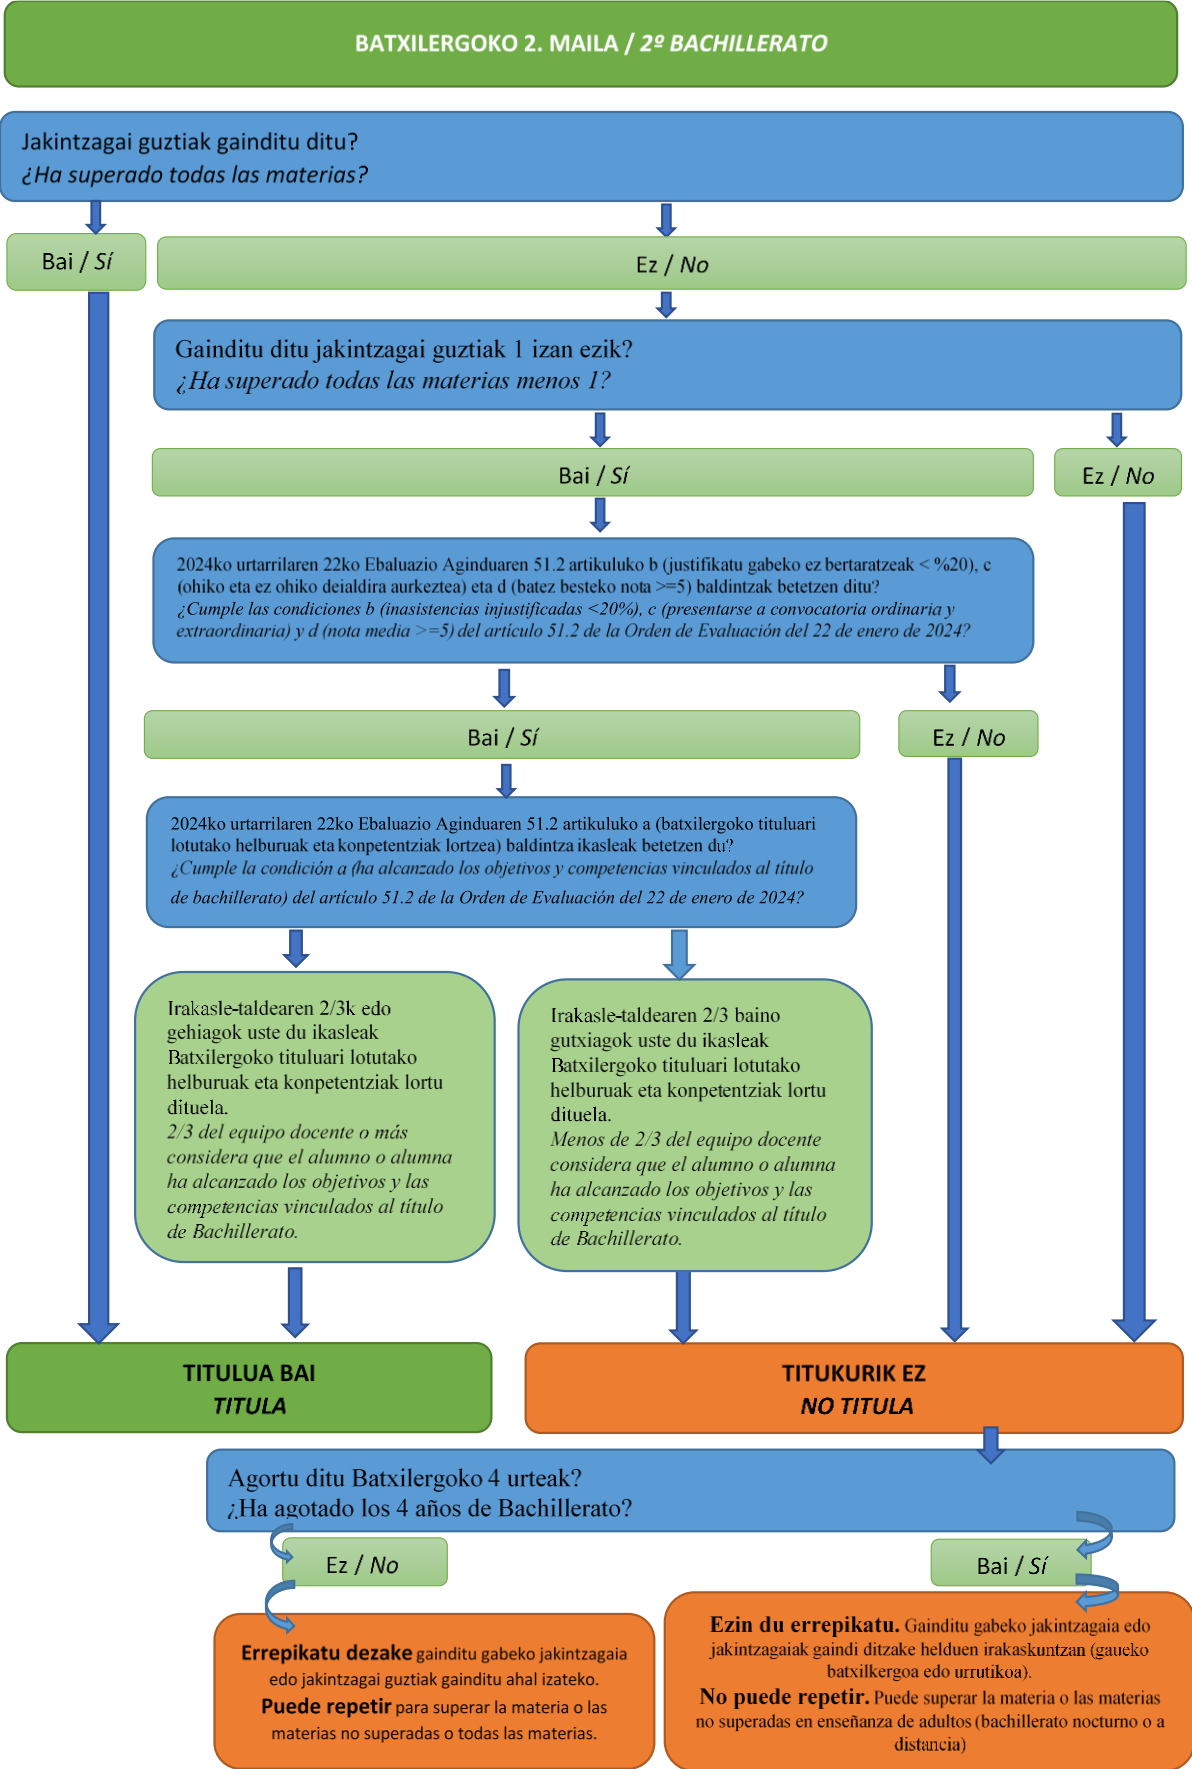 BATXILERGOKO 2. MAILA / 2º BACHILLERATO
Jakintzagai guztiak gainditu ditu?
¿Ha superado todas las materias?
Bai / Sí
Ez / No
Gainditu ditu jakintzagai guztiak 1 izan ezik?
¿Ha superado todas las materias menos 1?
Bai / Sí
Ez / No
2024ko urtarrilaren 22ko Ebaluazio Aginduaren 51.2 artikuluko b (justifikatu gabeko ez bertaratzeak < %20), c
(ohiko eta ez ohiko deialdira aurkeztea) eta d (batez besteko nota >=5) baldintzak betetzen ditu?
¿Cumple las condiciones b (inasistencias injustificadas <20%), c (presentarse a convocatoria ordinaria y
extraordinaria) y d (nota media >=5) del artículo 51.2 de la Orden de Evaluación del 22 de enero de 2024?
Bai / Sí
Ez / No
2024ko urtarrilaren 22ko Ebaluazio Aginduaren 51.2 artikuluko a (batxilergoko tituluari
lotutako helburuak eta konpetentziak lortzea) baldintza ikasleak betetzen du?
¿Cumple la condición a (ha alcanzado los objetivos y competencias vinculados al título
de bachillerato) del artículo 51.2 de la Orden de Evaluación del 22 de enero de 2024?
Irakasle-taldearen 2/3k edo
gehiagok uste du ikasleak
Batxilergoko tituluari lotutako
helburuak eta konpetentziak lortu
dituela.
2/3 del equipo docente o más
considera que el alumno o alumna
ha alcanzado los objetivos y las
competencias vinculados al título
de Bachillerato.
Irakasle-taldearen 2/3 baino
gutxiagok uste du ikasleak
Batxilergoko tituluari lotutako
helburuak eta konpetentziak lortu
dituela.
Menos de 2/3 del equipo docente
considera que el alumno o alumna
ha alcanzado los objetivos y las
competencias vinculados al título
de Bachillerato.
TITULUA BAI
TITULA
TITUKURIK EZ
NO TITULA
Agortu ditu Batxilergoko 4 urteak?
¿Ha agotado los 4 años de Bachillerato?
Ez / No
Bai / Sí
Errepikatu dezake gainditu gabeko jakintzagaia
edo jakintzagai guztiak gainditu ahal izateko.
Puede repetir para superar la materia o las
materias no superadas o todas las materias.
Ezin du errepikatu. Gainditu gabeko jakintzagaia edo
jakintzagaiak gaindi ditzake helduen irakaskuntzan (gaueko
batxilkergoa edo urrutikoa).
No puede repetir. Puede superar la materia o las materias
no superadas en enseñanza de adultos (bachillerato nocturno o a
distancia)